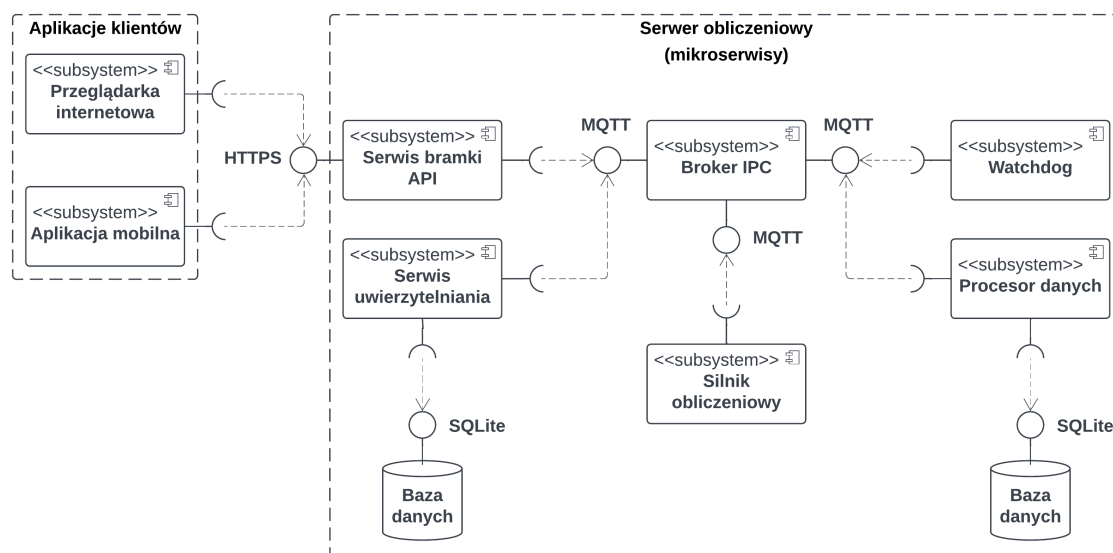 Aplikacje klientów
<<subsystem>>
Przeglądarka
internetowa
<<subsystem>>
Aplikacja mobilna
HTTPS
Serwer obliczeniowy
(mikroserwisy)
<<subsystem>>
Serwis bramki
API
MQTT
<<subsystem>>
Broker IPC
MQTT
<<subsystem>>
Watchdog
<<subsystem>>
Serwis
uwierzytelniania
MQTT
<<subsystem>>
Procesor danych
<<subsystem>>
Silnik
obliczeniowy
SQLite
Baza
danych
SQLite
Baza
danych